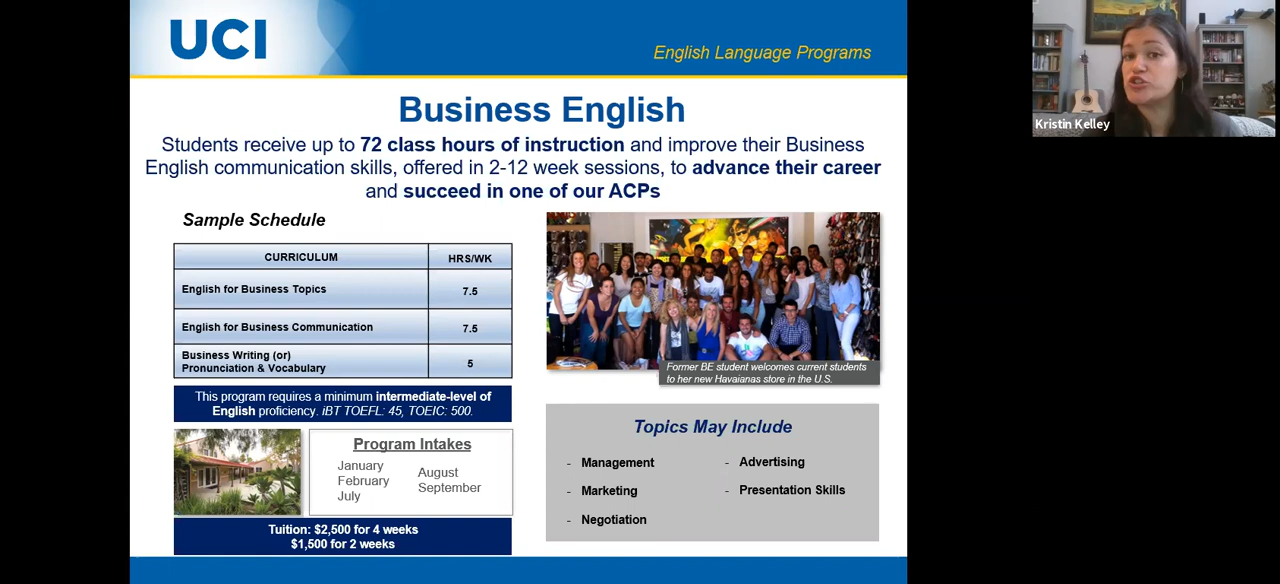 UCI
English Language Programs
Kristin Kelley
Business English
Students receive up to 72 class hours of instruction and improve their Business
English communication skills, offered in 2-12 week sessions, to advance their career
and succeed in one of our ACPs
Sample Schedule
CURRICULUM HRS/WK
English for Business Topics 7.5
English for Business Communication 7.5
Business Writing (or)
Pronunciation & Vocabulary 5
This program requires a minimum intermediate-level of
English proficiency. iBT TOEFL: 45, TOEIC: 500.
Program Intakes
January
February
July
August
September
Tuition: $2,500 for 4 weeks
$1,500 for 2 weeks
Former BE student welcomes current students
to her new Havaianas store in the U.S.
Topics May Include
- Management
- Marketing
- Negotiation
- Advertising
- Presentation Skills